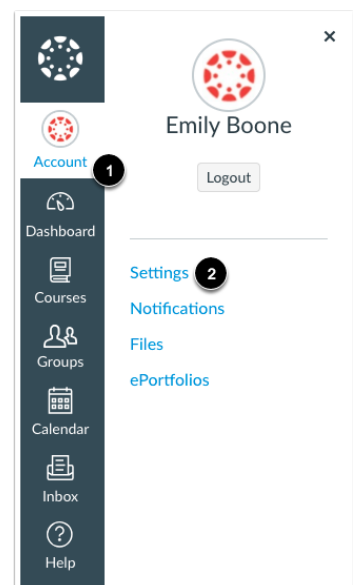 ×
Emily Boone
Logout
Account
1
Dashboard
Courses
Groups
Calendar
Inbox
Help
Settings 2
Notifications
Files
ePortfolios